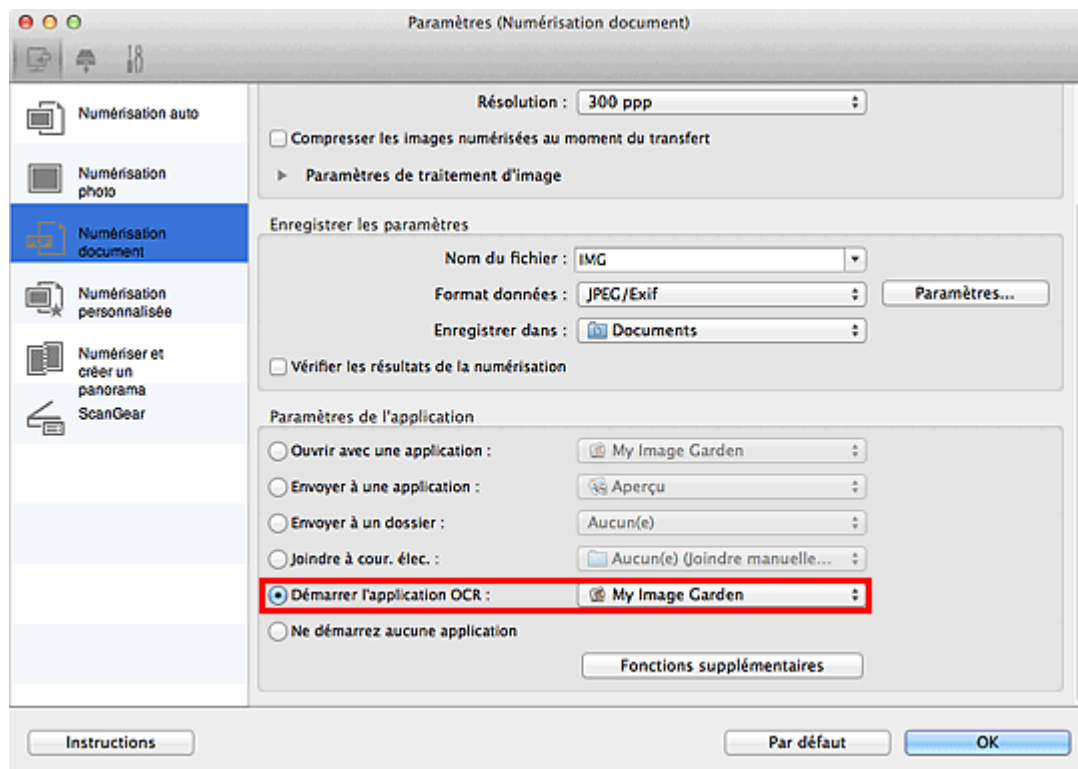 Paramètres (Numérisation document)
Numérisation auto
Numérisation
photo
PDF
Numérisation
document
Numérisation
personnalisée
Numériser et
créer un
panorama
ScanGear
Résolution : 300 ppp
Compresser les images numérisées au moment du transfert
Paramètres de traitement d'image
Enregistrer les paramètres
Nom du fichier : IMG
Format données : JPEG/Exif Paramètres...
Enregistrer dans : Documents
Vérifier les résultats de la numérisation
Paramètres de l'application
Ouvrir avec une application : My Image Garden
Envoyer à une application : Aperçu
Envoyer à un dossier : Aucun(e)
Joindre à cour. élec. : Aucun(e) (Joindre manuelle...
Démarrer l'application OCR : My Image Garden
Ne démarrez aucune application
Fonctions supplémentaires
Instructions Par défaut OK